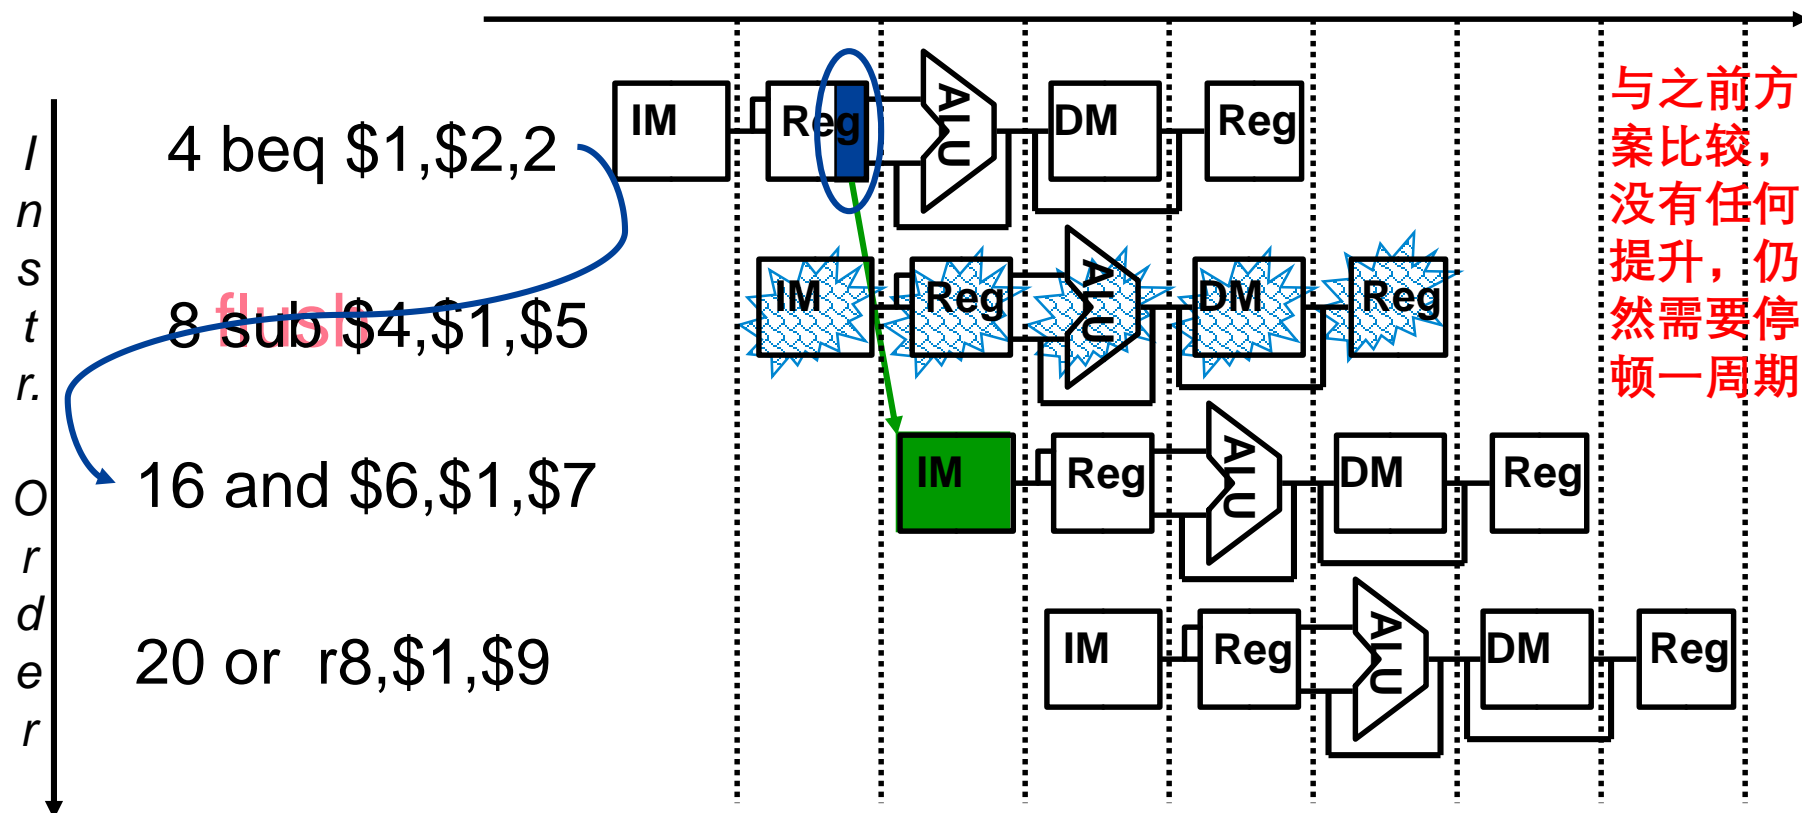 Instr. Order
4 beq $1,$2,2
IM Reg ALU DM Reg
flush
8 sub $4,$1,$5
IM Reg ALU DM Reg
16 and $6,$1,$7
IM Reg ALU DM Reg
20 or r8,$1,$9
IM Reg ALU DM Reg
与之前方
案比较，
没有任何
提升，仍
然需要停
顿一周期